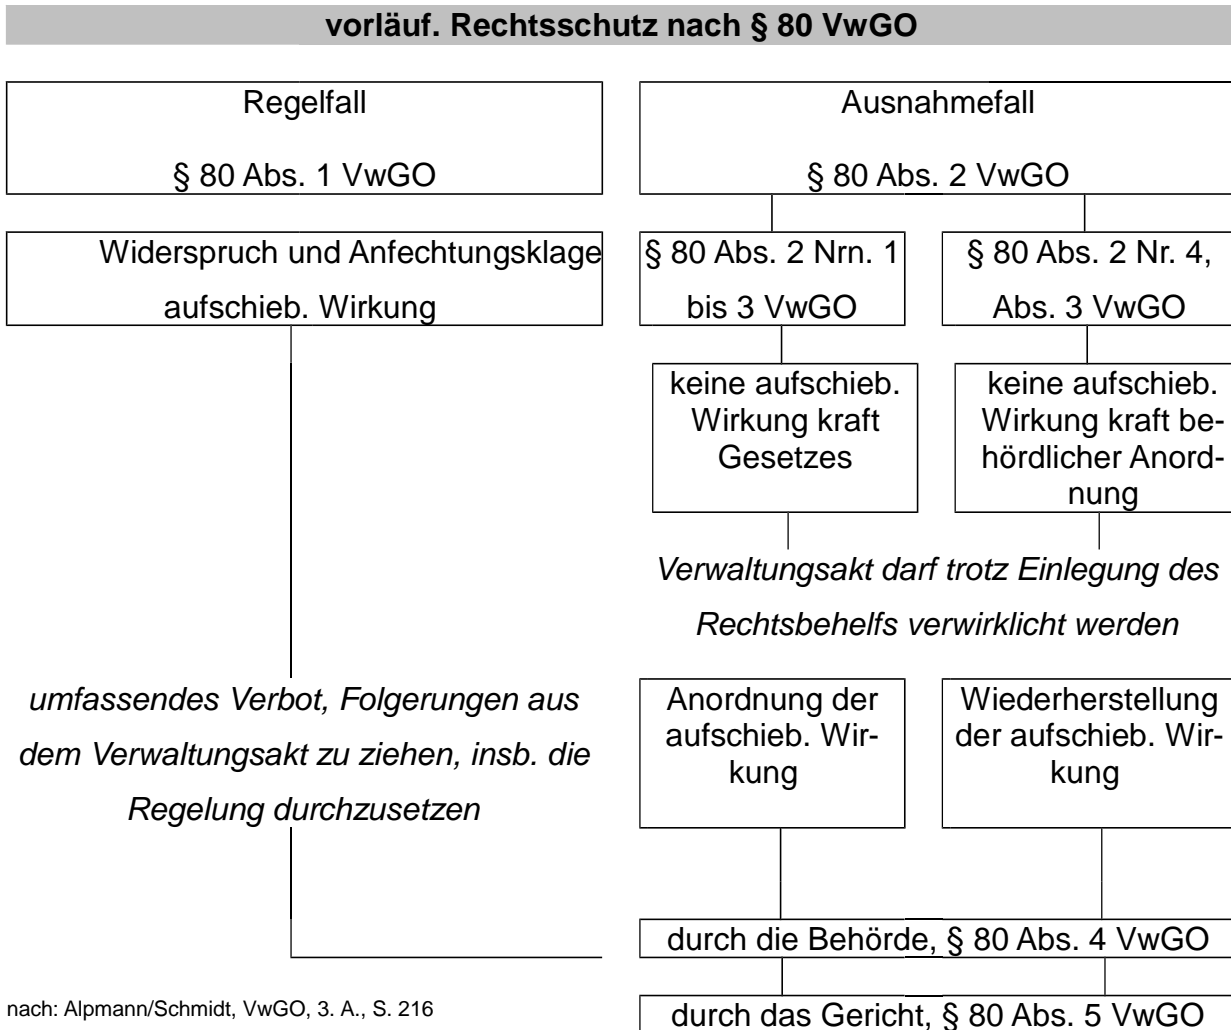 vorläuf. Rechtsschutz nach § 80 VwGO
Regelfall
§ 80 Abs. 1 VwGO
Ausnahmefall
§ 80 Abs. 2 VwGO
Widerspruch und Anfechtungsklage
aufschieb. Wirkung
§ 80 Abs. 2 Nrn. 1
bis 3 VwGO
§ 80 Abs. 2 Nr. 4,
Abs. 3 VwGO
keine aufschieb.
Wirkung kraft
Gesetzes
keine aufschieb.
Wirkung kraft be-
hördlicher Anord-
nung
Verwaltungsakt darf trotz Einlegung des
Rechtsbehelfs verwirklicht werden
umfassendes Verbot, Folgerungen aus
dem Verwaltungsakt zu ziehen, insb. die
Regelung durchzusetzen
Anordnung der
aufschieb. Wir-
kung
Wiederherstellung
der aufschieb. Wir-
kung
durch die Behörde, § 80 Abs. 4 VwGO
durch das Gericht, § 80 Abs. 5 VwGO
nach: Alpmann/Schmidt, VwGO, 3. A., S. 216